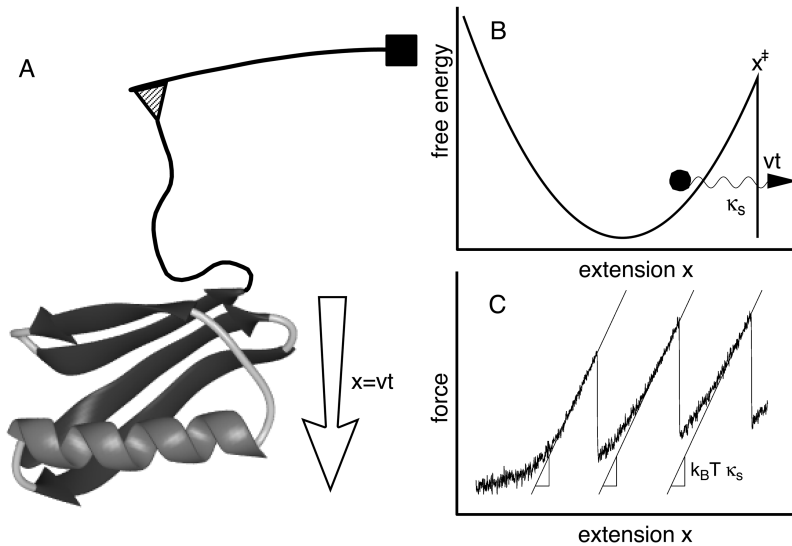 A
x=vt
B
free energy
x‡
vt
κs
extension x
C
force
kBT κs
extension x